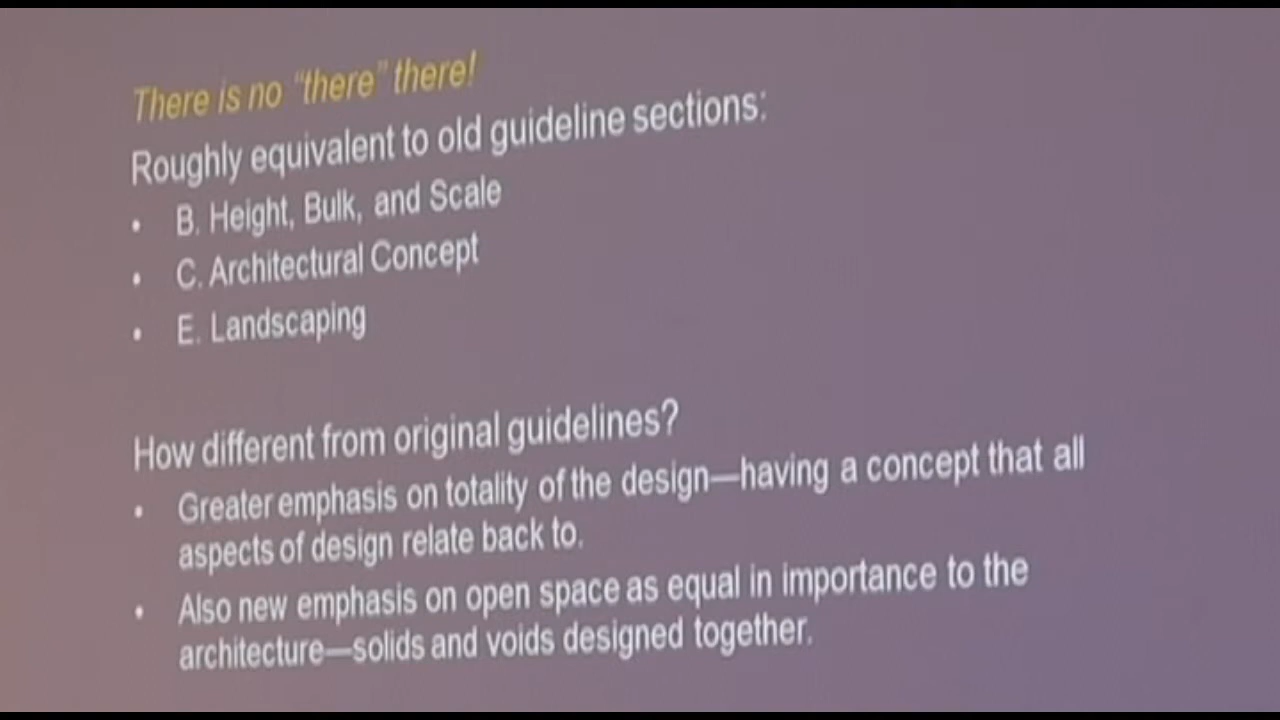 There is no “there” there!
Roughly equivalent to old guideline sections:
• B. Height, Bulk, and Scale
• C. Architectural Concept
• E. Landscaping
How different from original guidelines?
• Greater emphasis on totality of the design—having a concept that all
aspects of design relate back to.
• Also new emphasis on open space as equal in importance to the
architecture—solids and voids designed together.